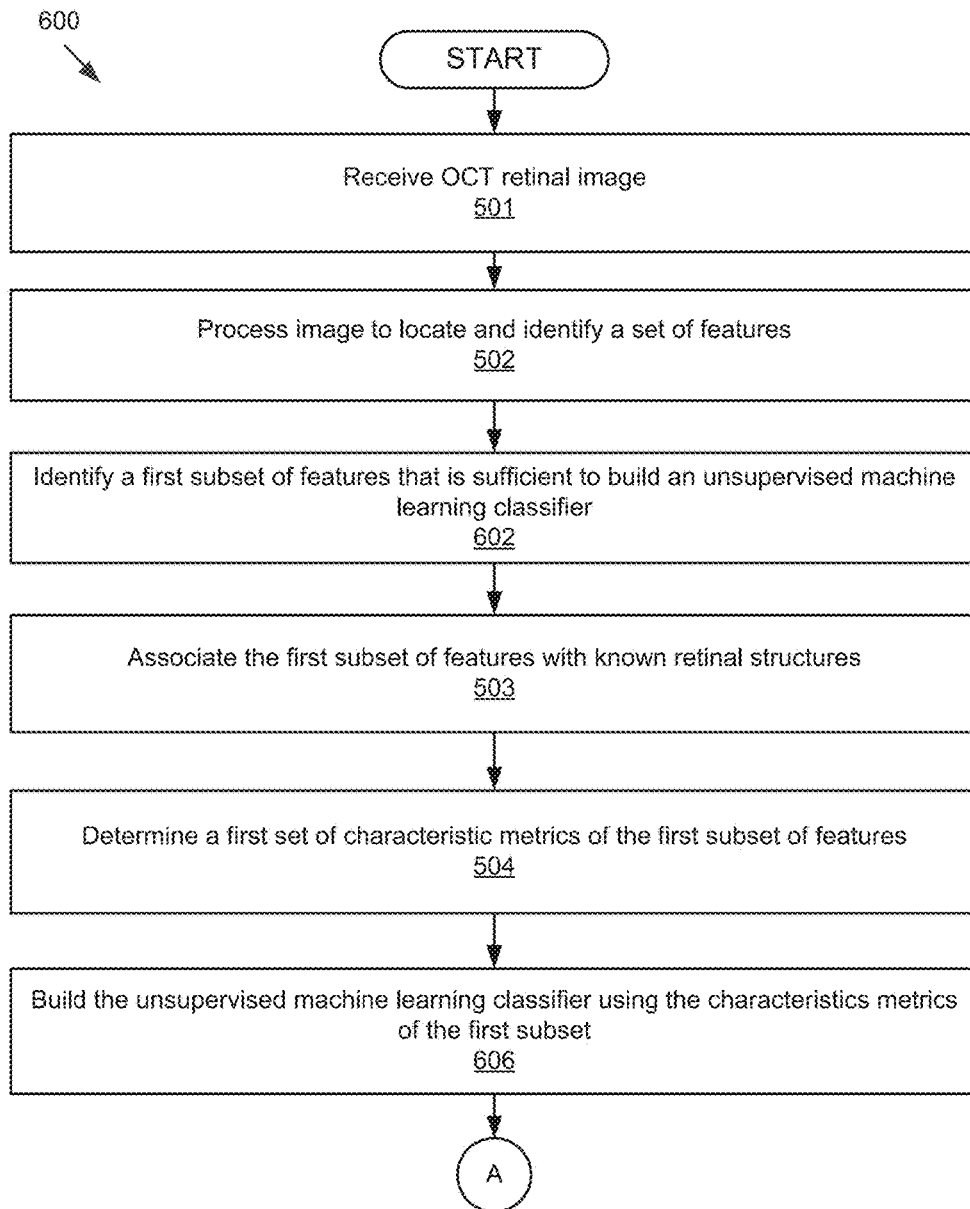 600
START
Receive OCT retinal image
501
Process image to locate and identify a set of features
502
Identify a first subset of features that is sufficient to build an unsupervised machine
learning classifier
602
Associate the first subset of features with known retinal structures
503
Determine a first set of characteristic metrics of the first subset of features
504
Build the unsupervised machine learning classifier using the characteristics metrics
of the first subset
606
A